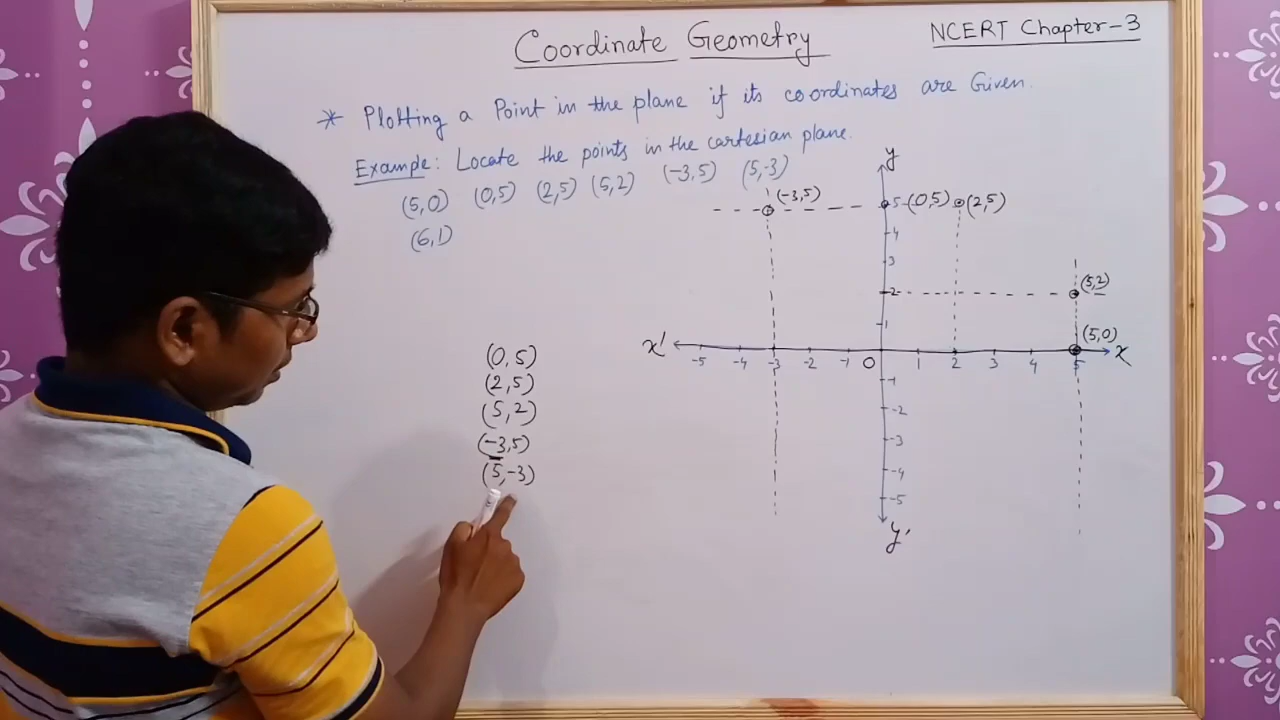 Coordinate Geometry
NCERT Chapter-3
* Plotting a Point in the plane if its coordinates are Given.
Example: Locate the points in the cartesian plane.
(5,0) (0,5) (2,5) (5,2) (-3,5) (5,-3)
(6,1)
(0,5)
(2,5)
(5,2)
(-3,5)
(5,-3)
y
(-3,5) 5 (0,5) (2,5)
4
3
2 (5,2)
1
(5,0)
x' x
-5 -4 -3 -2 -1 0 1 2 3 4 5
-1
-2
-3
-4
-5
y'